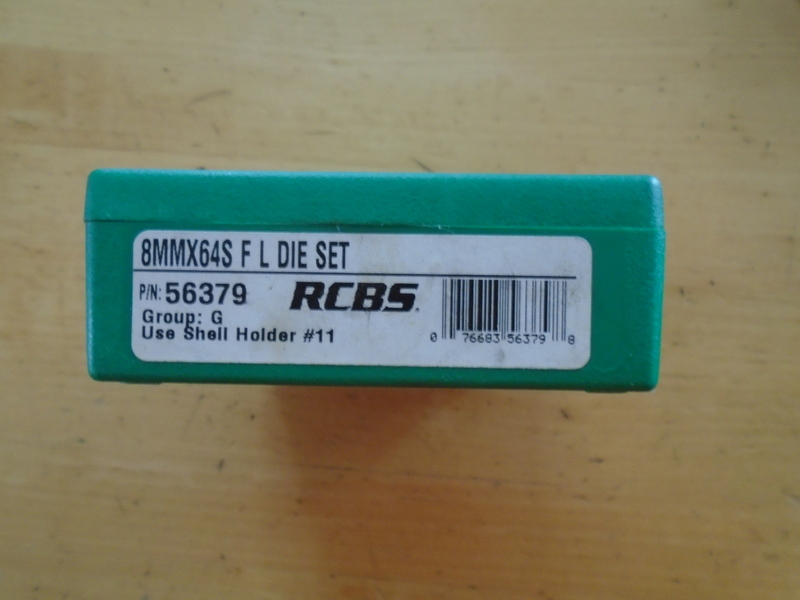 8MMX64S F L DIE SET
P/N: 56379 RCBS.
Group: G
Use Shell Holder #11
0 76683 56379 8